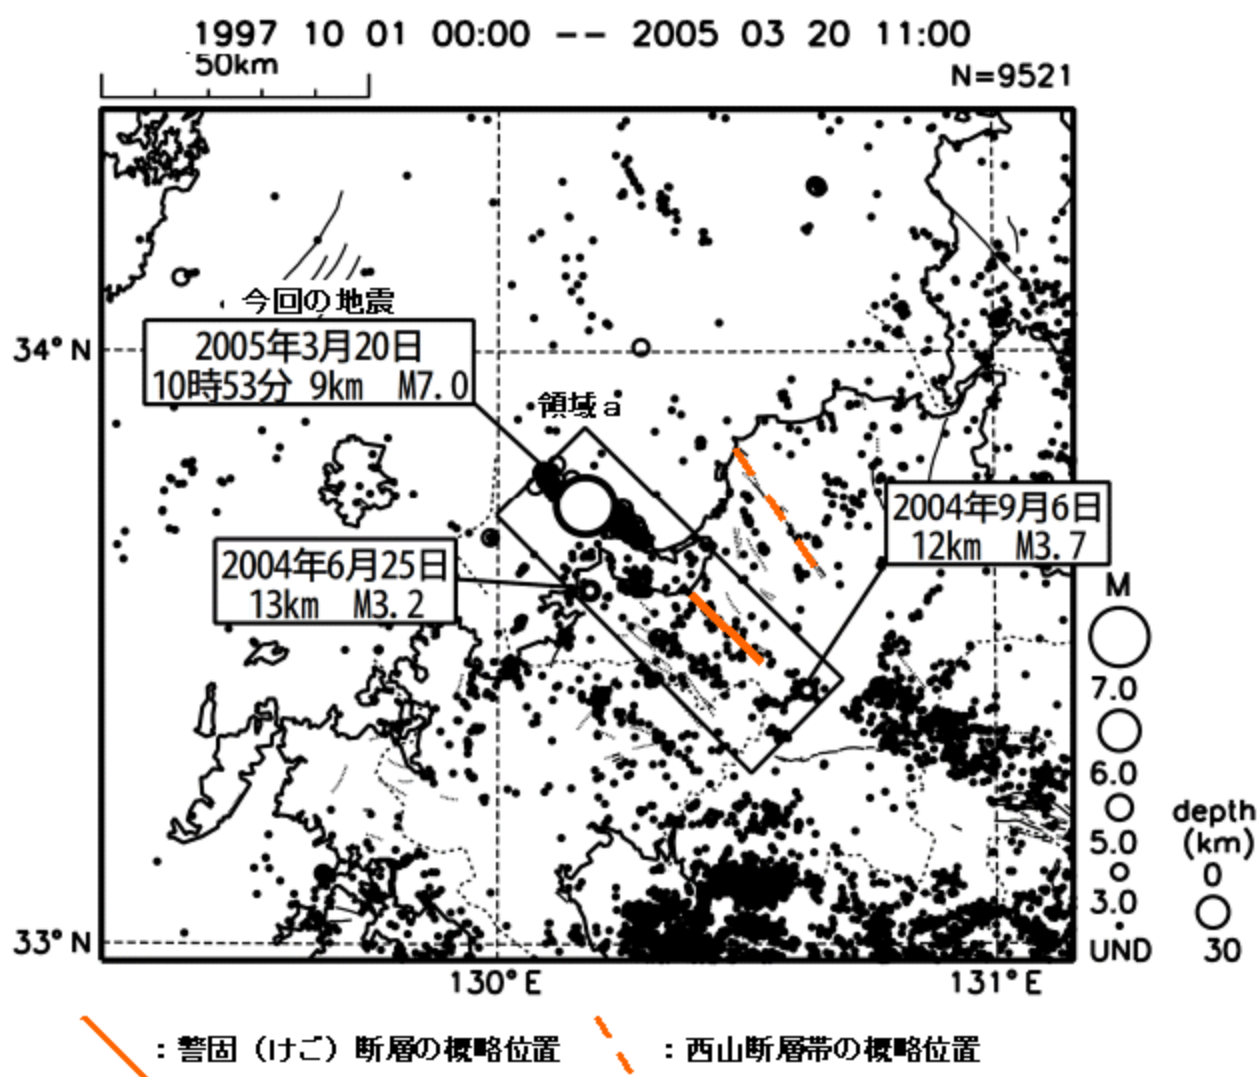 1997 10 01 00:00 -- 2005 03 20 11:00
50km
N=9521
今回の地震
34°N
2005年3月20日
10時53分 9km M7.0
領域a
2004年9月6日
12km M3.7
2004年6月25日
13km M3.2
M
7.0
6.0
5.0
3.0
UND
depth
(km)
0
30
33°N
130°E
131°E
：警固（けご）断層の概略位置
：西山断層帯の概略位置